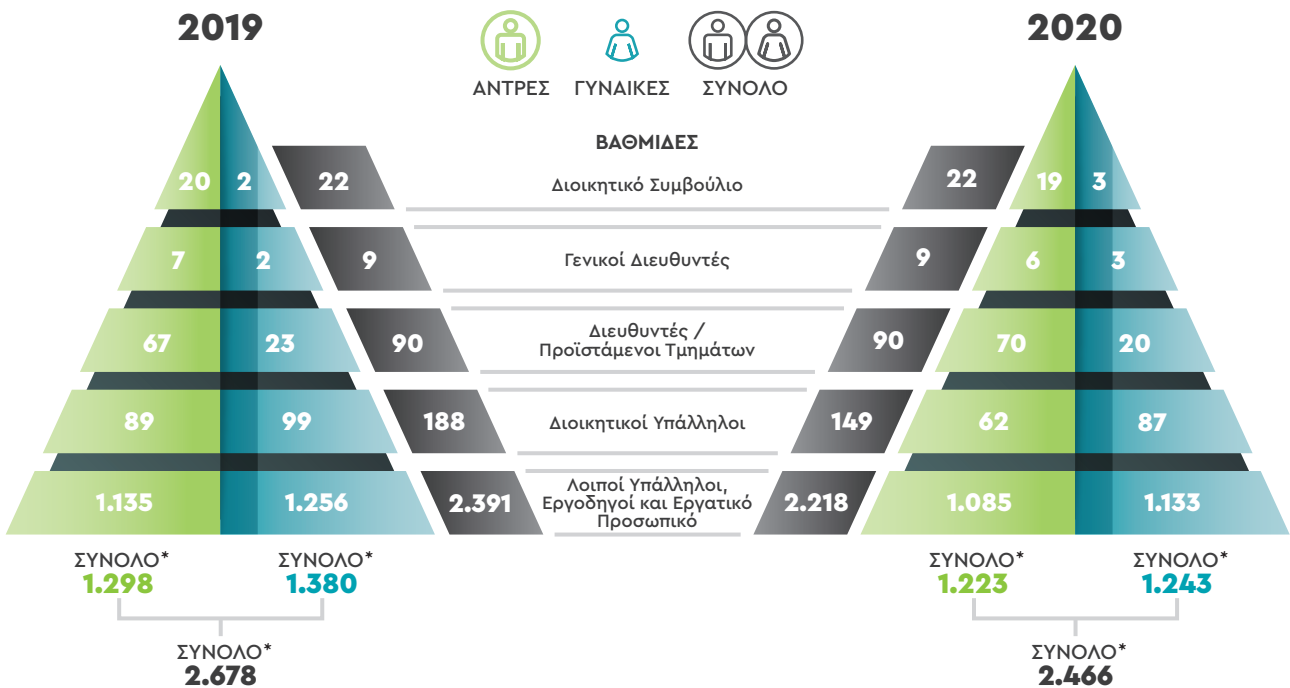 2019
2020
ΑΝΤΡΕΣ ΓΥΝΑΙΚΕΣ ΣΥΝΟΛΟ
ΒΑΘΜΙΔΕΣ
20 2 22 Διοικητικό Συμβούλιο 22 19 3
7 2 9 Γενικοί Διευθυντές 9 6 3
67 23 90 Διευθυντές /
Προϊστάμενοι Τμημάτων 90 70 20
89 99 188 Διοικητικοί Υπάλληλοι 149 62 87
1.135 1.256 2.391 Λοιποί Υπάλληλοι,
Εργοδηγοί και Εργατικό
Προσωπικό 2.218 1.085 1.133
ΣΥΝΟΛΟ* ΣΥΝΟΛΟ* ΣΥΝΟΛΟ* ΣΥΝΟΛΟ*
1.298 1.380 1.223 1.243
ΣΥΝΟΛΟ* ΣΥΝΟΛΟ*
2.678 2.466